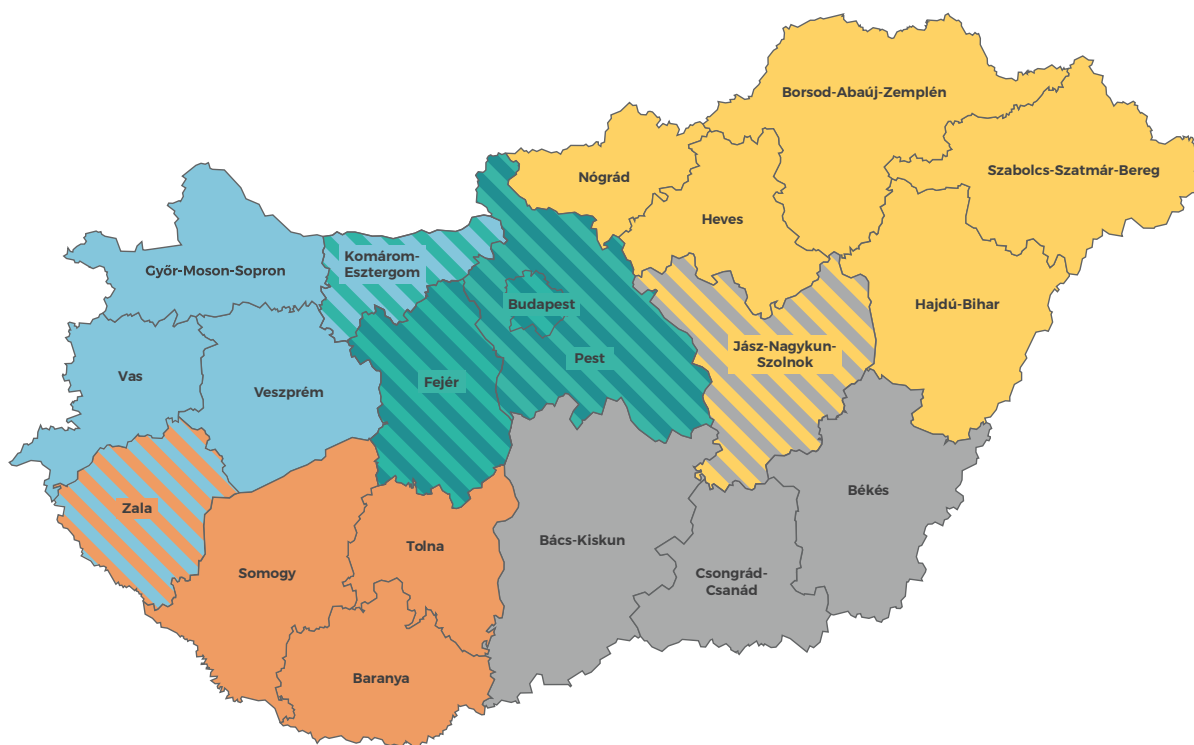 Borsod-Abaúj-Zemplén
Szabolcs-Szatmár-Bereg
Nógrád
Heves
Komárom-
Esztergom
Győr-Moson-Sopron
Budapest
Hajdú-Bihar
Jász-Nagykun-
Szolnok
Pest
Vas
Veszprém
Fejér
Zala
Békés
Bács-Kiskun
Tolna
Somogy
Csongrád-
Csanád
Baranya